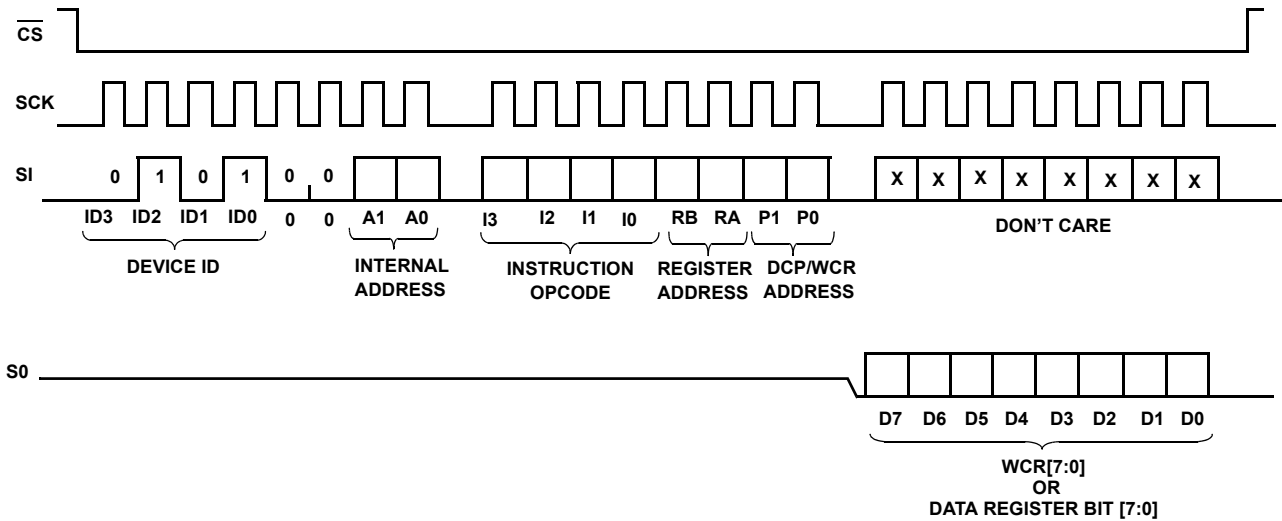 CS
SCK
SI
0 1 0 1 0 0
X X X X X X X X
ID3 ID2 ID1 ID0 0 0 A1 A0 I3 I2 I1 I0 RB RA P1 P0
DON'T CARE
DEVICE ID
INTERNAL
ADDRESS
INSTRUCTION
OPCODE
REGISTER
ADDRESS
DCP/WCR
ADDRESS
S0
D7 D6 D5 D4 D3 D2 D1 D0
WCR[7:0]
OR
DATA REGISTER BIT [7:0]